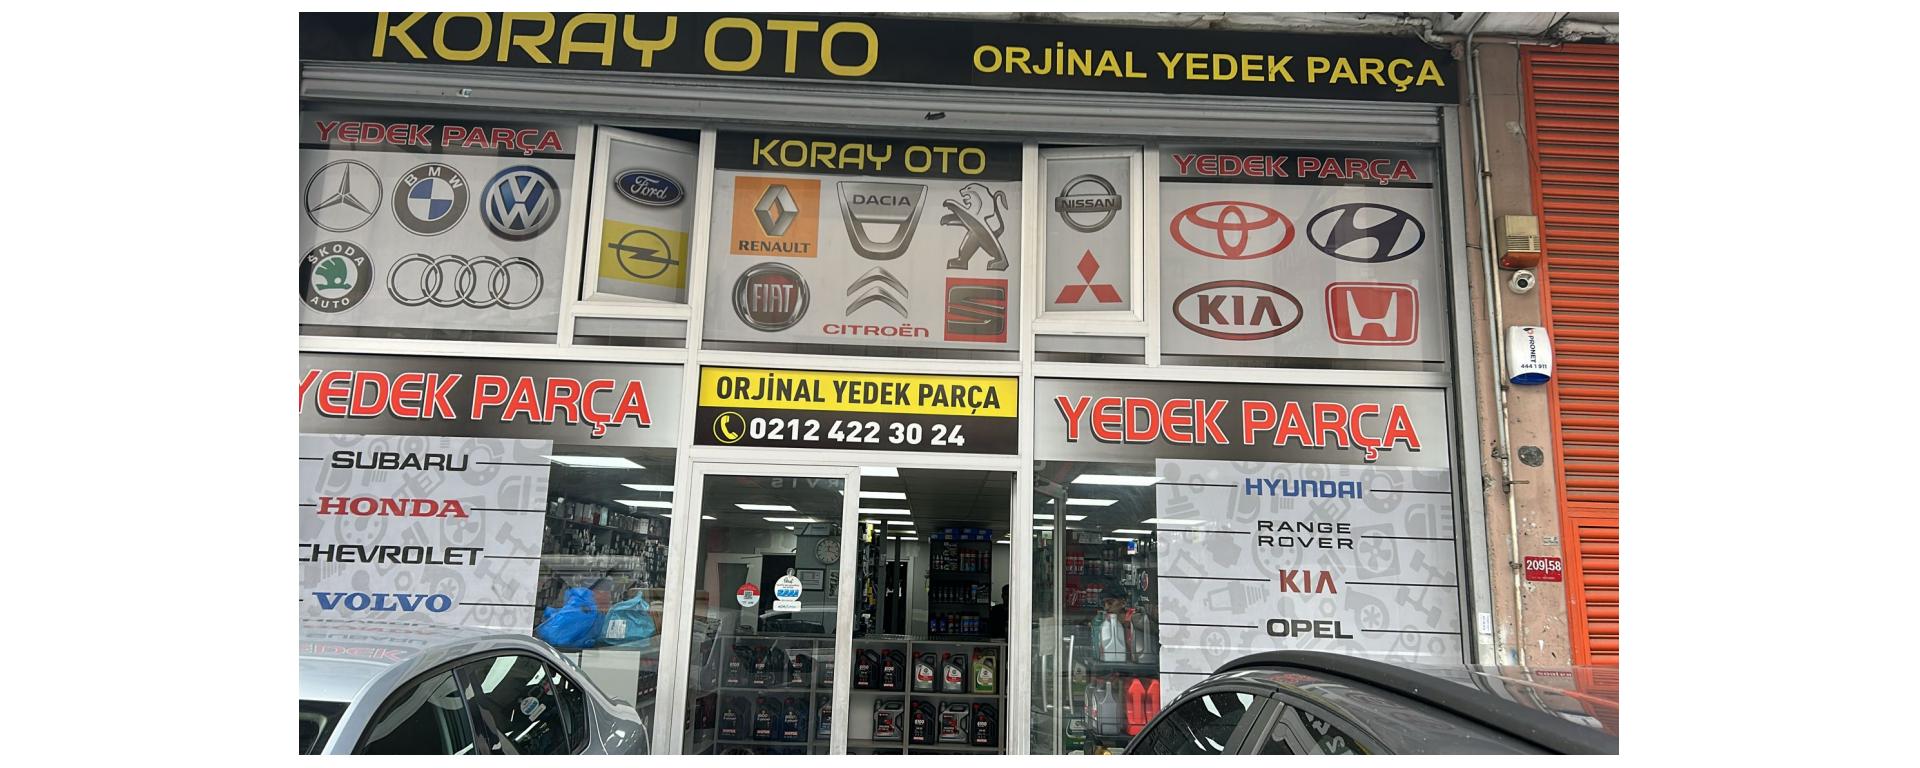 KORAY OTO
ORJİNAL YEDEK PARÇA
YEDEK PARÇA
BMW
ŠKODA
AUTO
Ford
KORAY OTO
RENAULT
DACIA
FIAT
CITROËN
NISSAN
YEDEK PARÇA
KIA
PRONET
444 1 911
YEDEK PARÇA
ORJİNAL YEDEK PARÇA
0212 422 30 24
YEDEK PARÇA
SUBARU
HONDA
CHEVROLET
VOLVO
HYUNDAI
RANGE
ROVER
KIA
OPEL
209 58